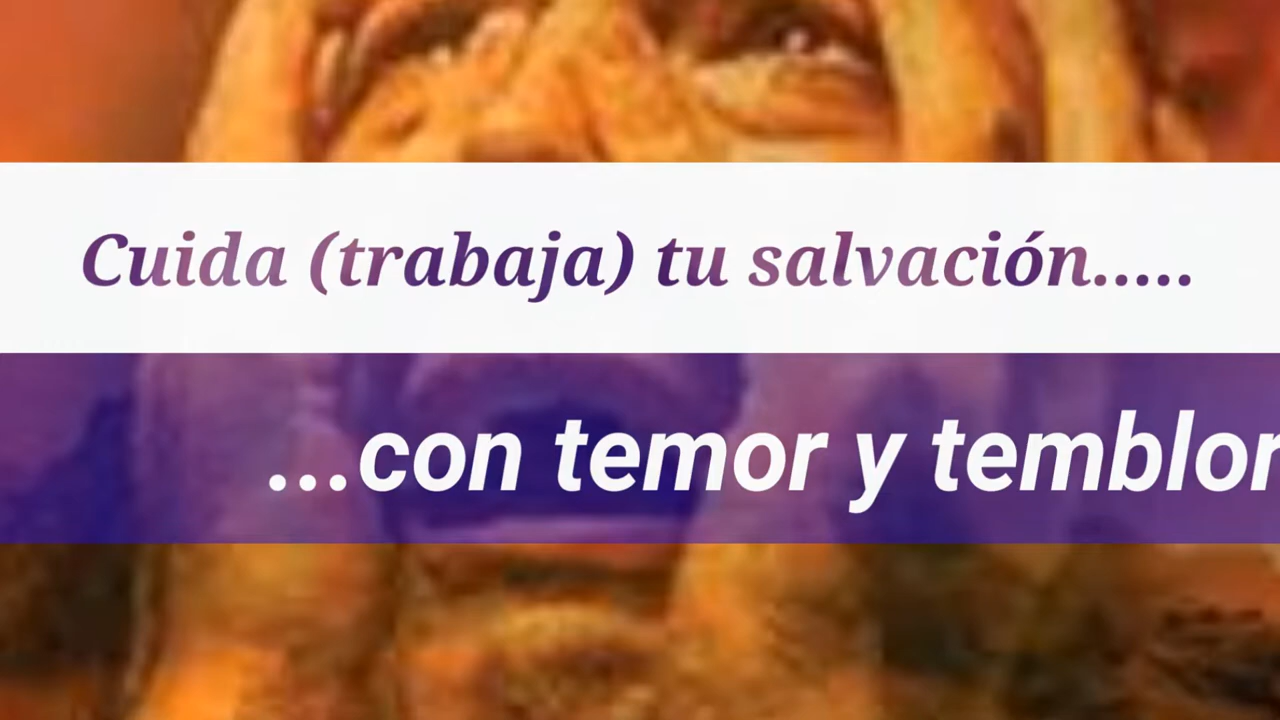 Cuida (trabaja) tu salvación.....
...con temor y temblor